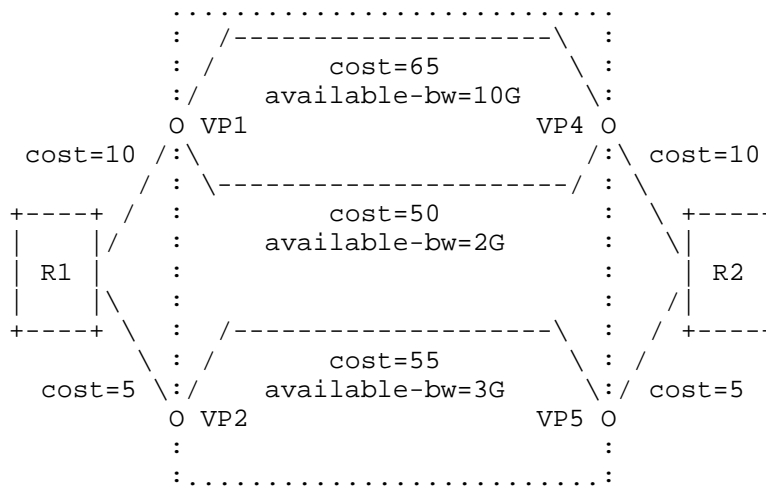 cost=65
available-bw=10G
O VP1 VP4 O
cost=10 cost=10
cost=50
available-bw=2G
R1 R2
cost=55
cost=5 available-bw=3G cost=5
O VP2 VP5 O